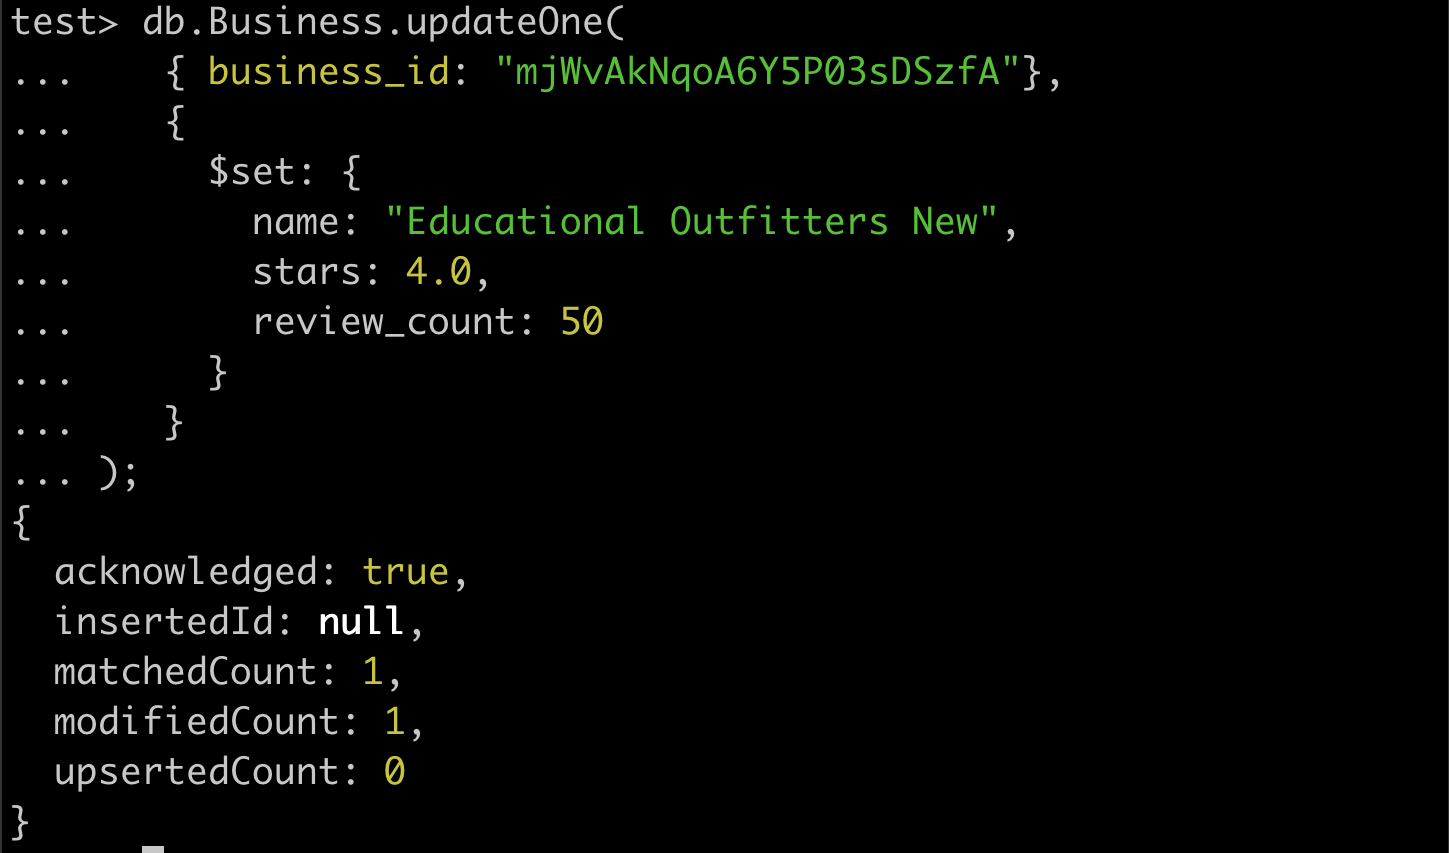 test> db.Business.updateOne(
...    { business_id: "mjWvAkNqoA6Y5P03sDSzfA"},
...    {
...      $set: {
...        name: "Educational Outfitters New",
...        stars: 4.0,
...        review_count: 50
...      }
...    }
... );
{
  acknowledged: true,
  insertedId: null,
  matchedCount: 1,
  modifiedCount: 1,
  upsertedCount: 0
}